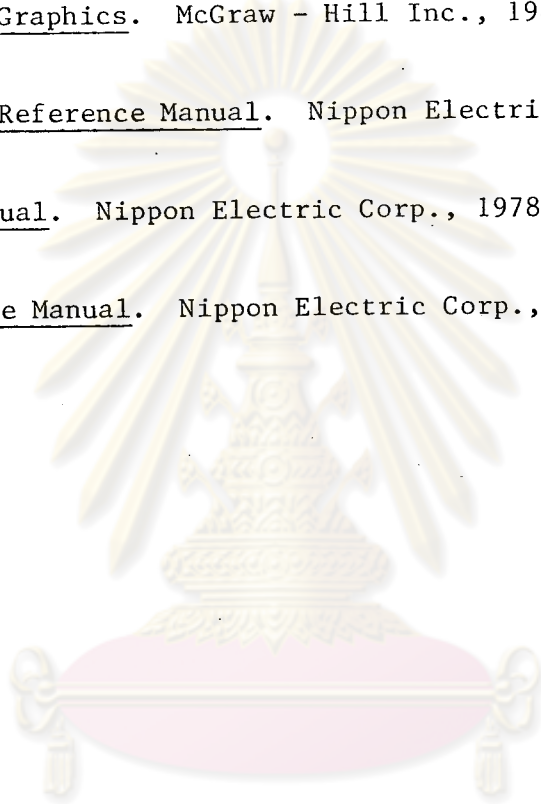 Graphics. McGraw - Hill Inc., 19
Reference Manual. Nippon Electri
ual. Nippon Electric Corp., 1978
e Manual. Nippon Electric Corp.,